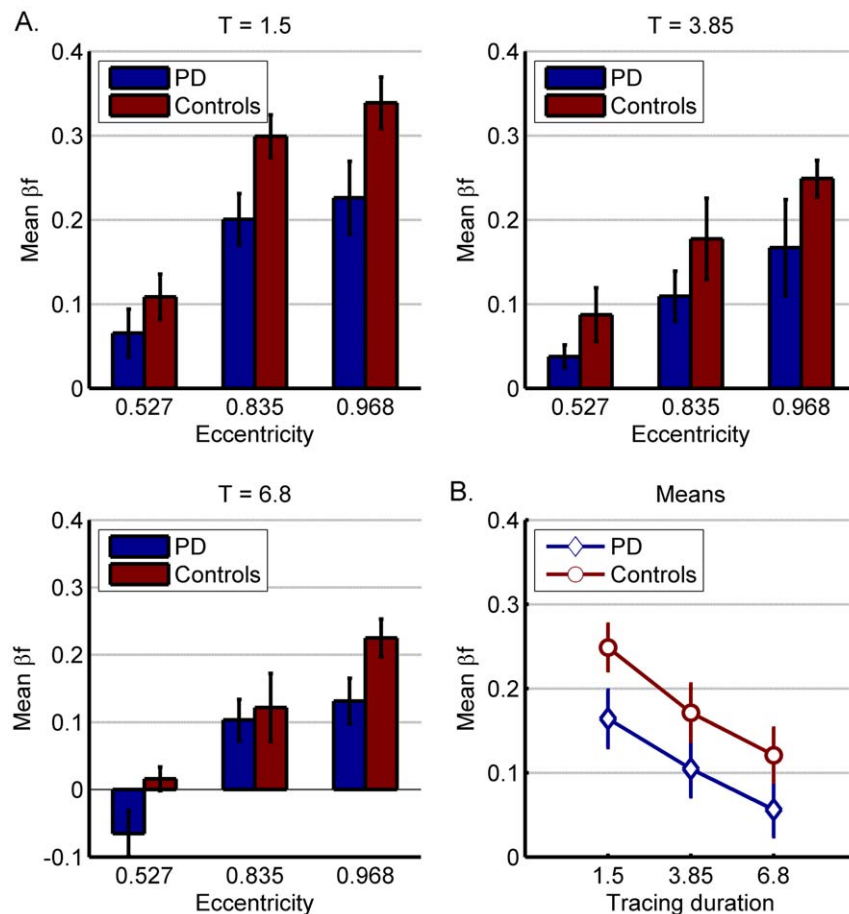 A.
T = 1.5
0.4
0.3
0.2
0.1
0
Mean βf
PD
Controls
0.527 0.835 0.968
Eccentricity
T = 3.85
0.4
0.3
0.2
0.1
0
Mean βf
PD
Controls
0.527 0.835 0.968
Eccentricity
T = 6.8
0.4
0.3
0.2
0.1
0
-0.1
Mean βf
PD
Controls
0.527 0.835 0.968
Eccentricity
B.
Means
0.4
0.3
0.2
0.1
0
Mean βf
PD
Controls
1.5 3.85 6.8
Tracing duration